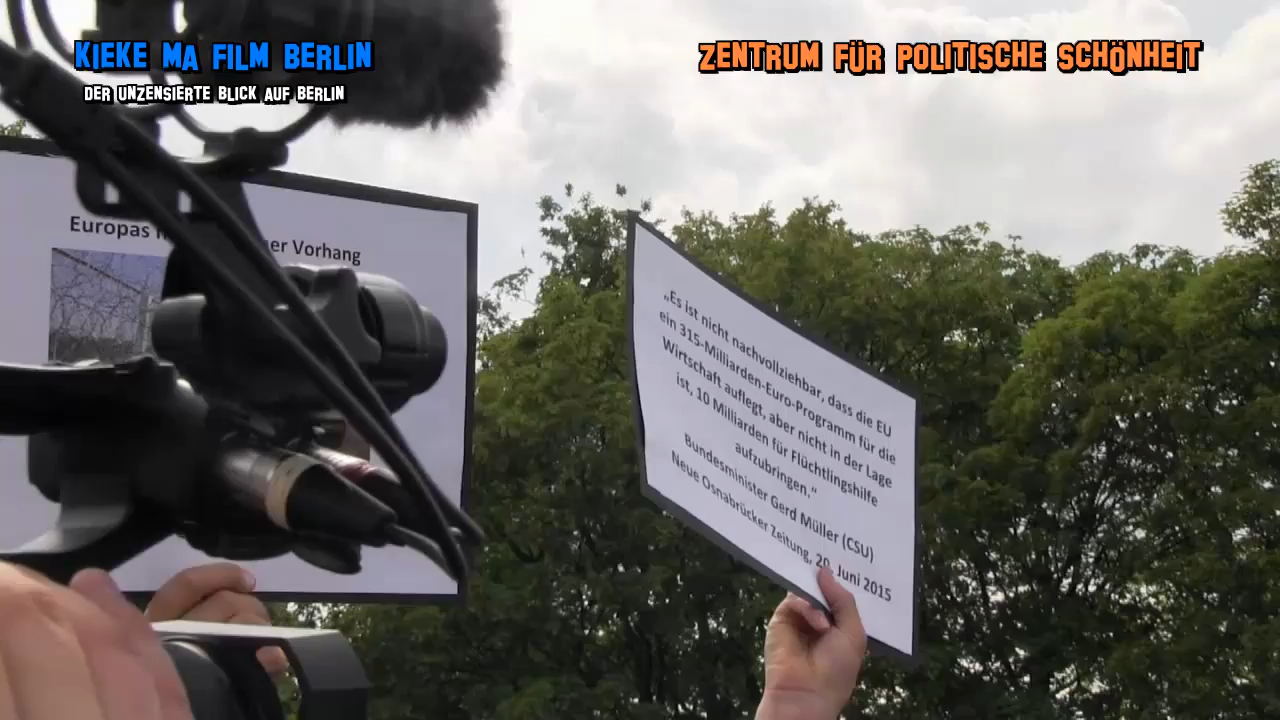 KIEKE MA FILM BERLIN
DER UNZENSIERTE BLICK AUF BERLIN
ZENTRUM FÜR POLITISCHE SCHÖNHEIT
Europas Vorhang
„Es ist nicht nachvollziehbar, dass die EU
ein 315-Milliarden-Euro-Programm für die
Wirtschaft auflegt, aber nicht in der Lage
ist, 10 Milliarden für Flüchtlingshilfe
aufzubringen.“
Bundesminister Gerd Müller (CSU)
Neue Osnabrücker Zeitung, 20. Juni 2015